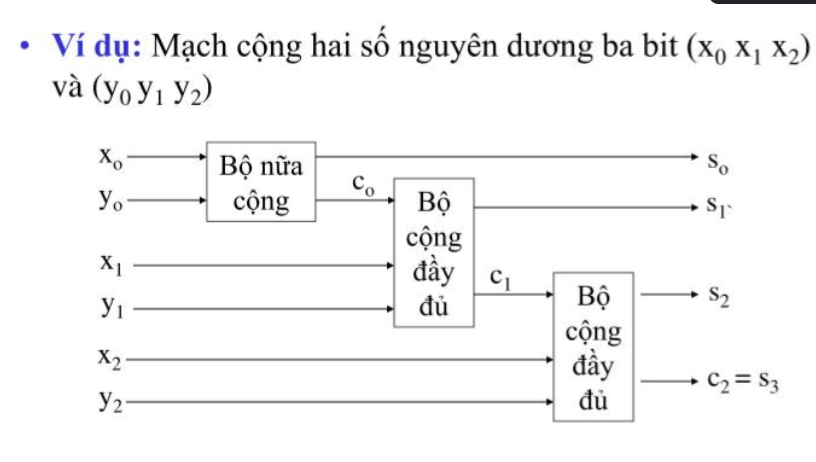 • Ví dụ: Mạch cộng hai số nguyên dương ba bit (x₀ x₁ x₂)
và (y₀ y₁ y₂)
xₒ
yₒ
Bộ nữa
cộng
cₒ
x₁
y₁
Bộ
cộng
đầy
đủ
c₁
x₂
y₂
Bộ
cộng
đầy
đủ
sₒ
s₁`
s₂
c₂ = s₃